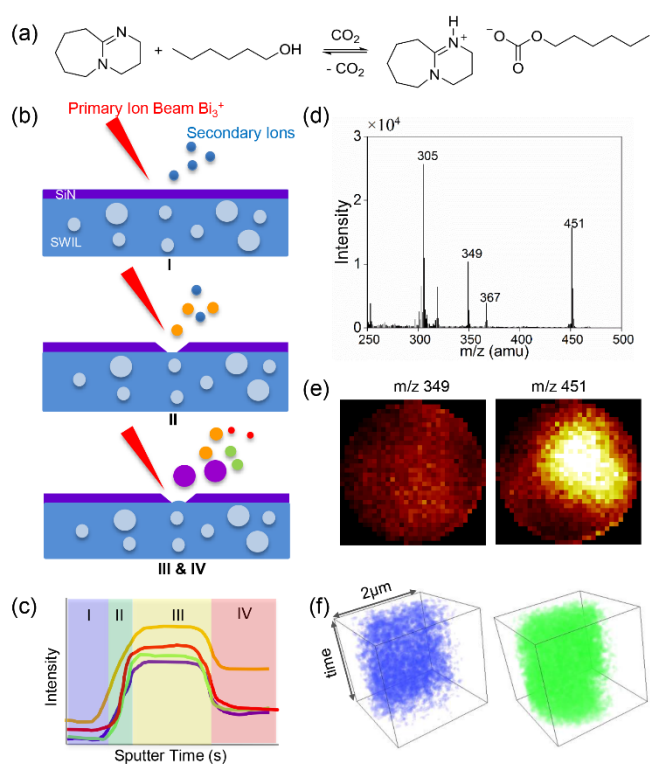 (a)
N
N
+
OH
CO2
- CO2
H
N
+
N
-
O
O
O
(b)
Primary Ion Beam Bi3+
Secondary Ions
SiN
SWIL
I
II
III & IV
(c)
I
II
III
IV
Intensity
Sputter Time (s)
(d)
×10^4
3
2
1
0
Intensity
305
349
367
451
250
300
350
400
450
500
m/z (amu)
(e)
m/z 349
m/z 451
(f)
2μm
time